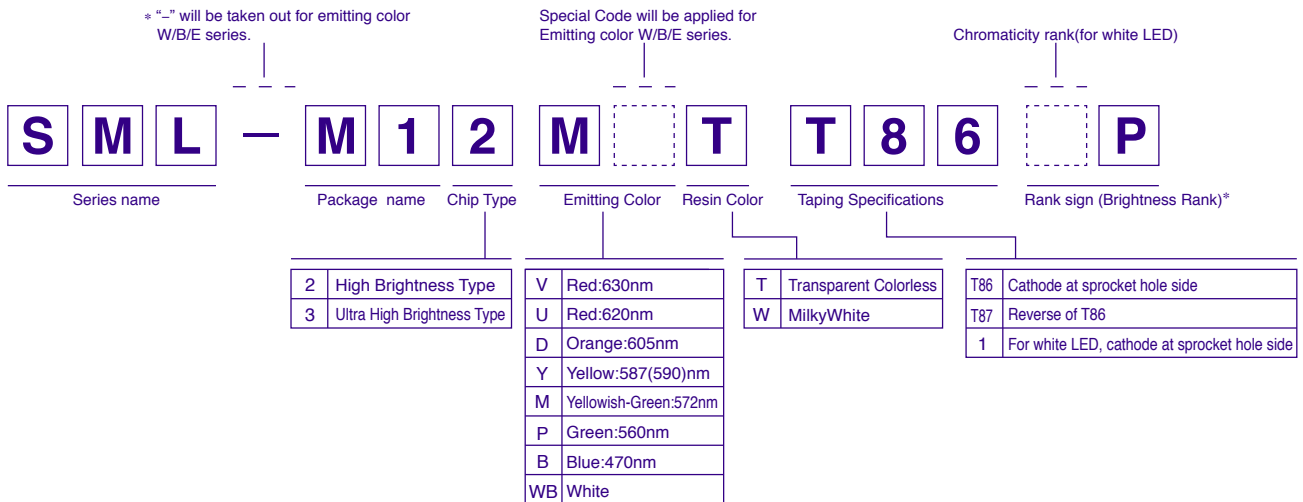 * “–” will be taken out for emitting color
W/B/E series.
Special Code will be applied for
Emitting color W/B/E series.
Chromaticity rank(for white LED)
S M L — M 1 2 M T T 8 6 P
Series name
Package name
Chip Type
Emitting Color
Resin Color
Taping Specifications
Rank sign (Brightness Rank)*
2 High Brightness Type
3 Ultra High Brightness Type
V Red:630nm
U Red:620nm
D Orange:605nm
Y Yellow:587(590)nm
M Yellowish-Green:572nm
P Green:560nm
B Blue:470nm
WB White
T Transparent Colorless
W MilkyWhite
T86 Cathode at sprocket hole side
T87 Reverse of T86
1 For white LED, cathode at sprocket hole side